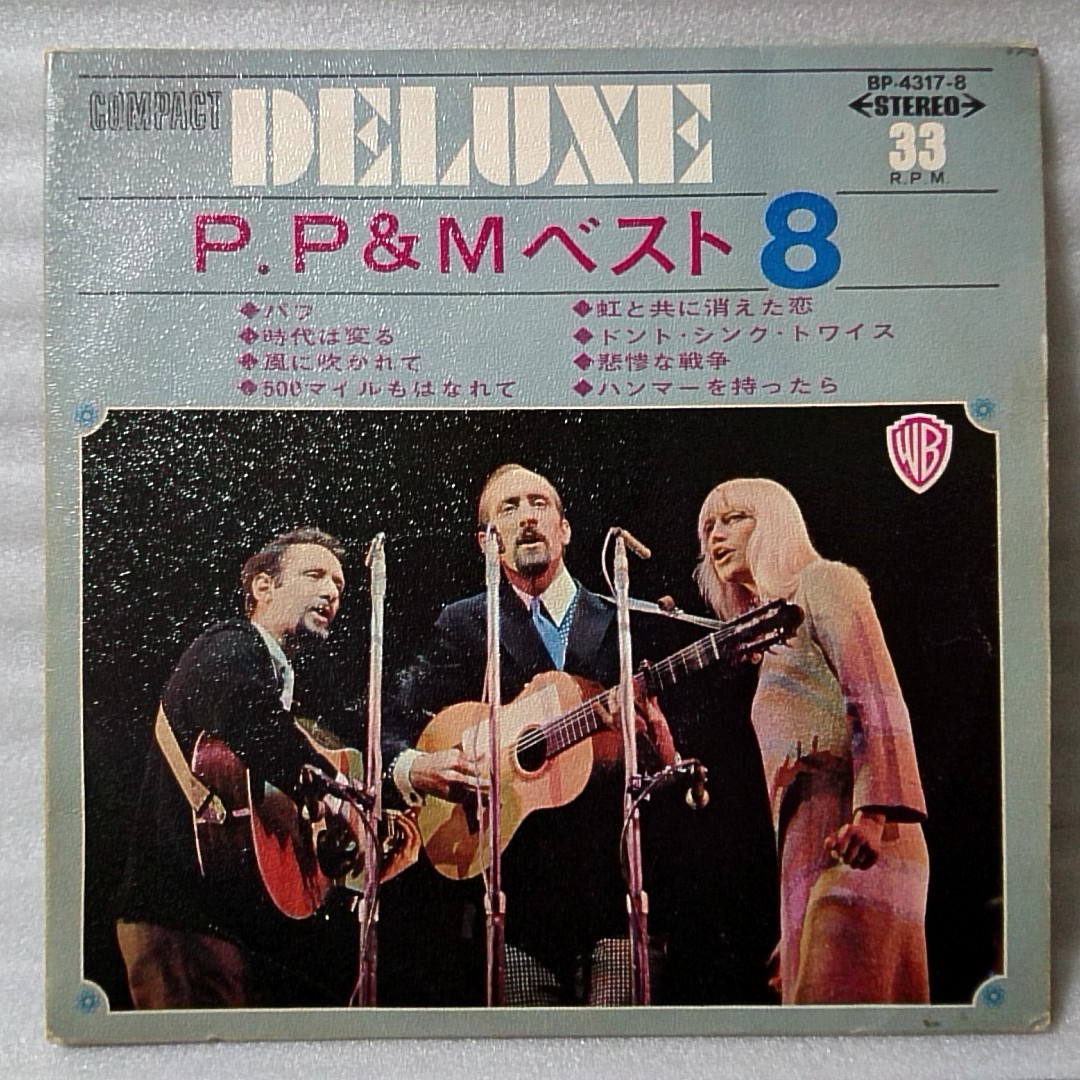 COMPACT DELUXE
BP-4317-8
STEREO
33
R.P.M.
P.P&Mベスト8
◆パフ
◆時代は変る
◆風に吹かれて
◆500マイルもはなれて
◆虹と共に消えた恋
◆ドント・シンク・トワイス
◆悲惨な戦争
◆ハンマーを持ったら
WB